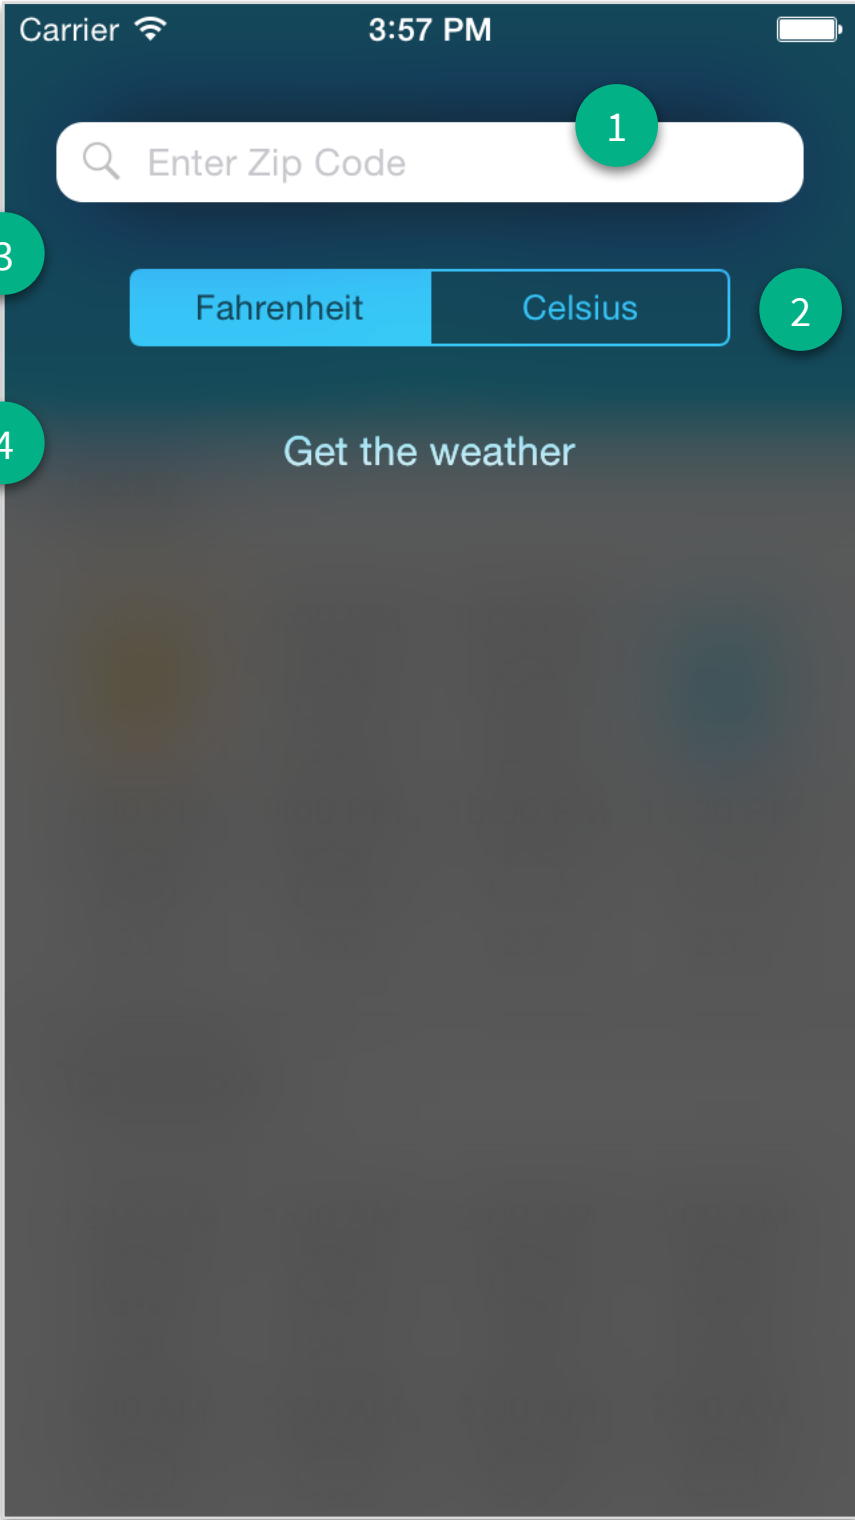 Carrier 3:57 PM
1
Enter Zip Code
3
Fahrenheit Celsius 2
4
Get the weather